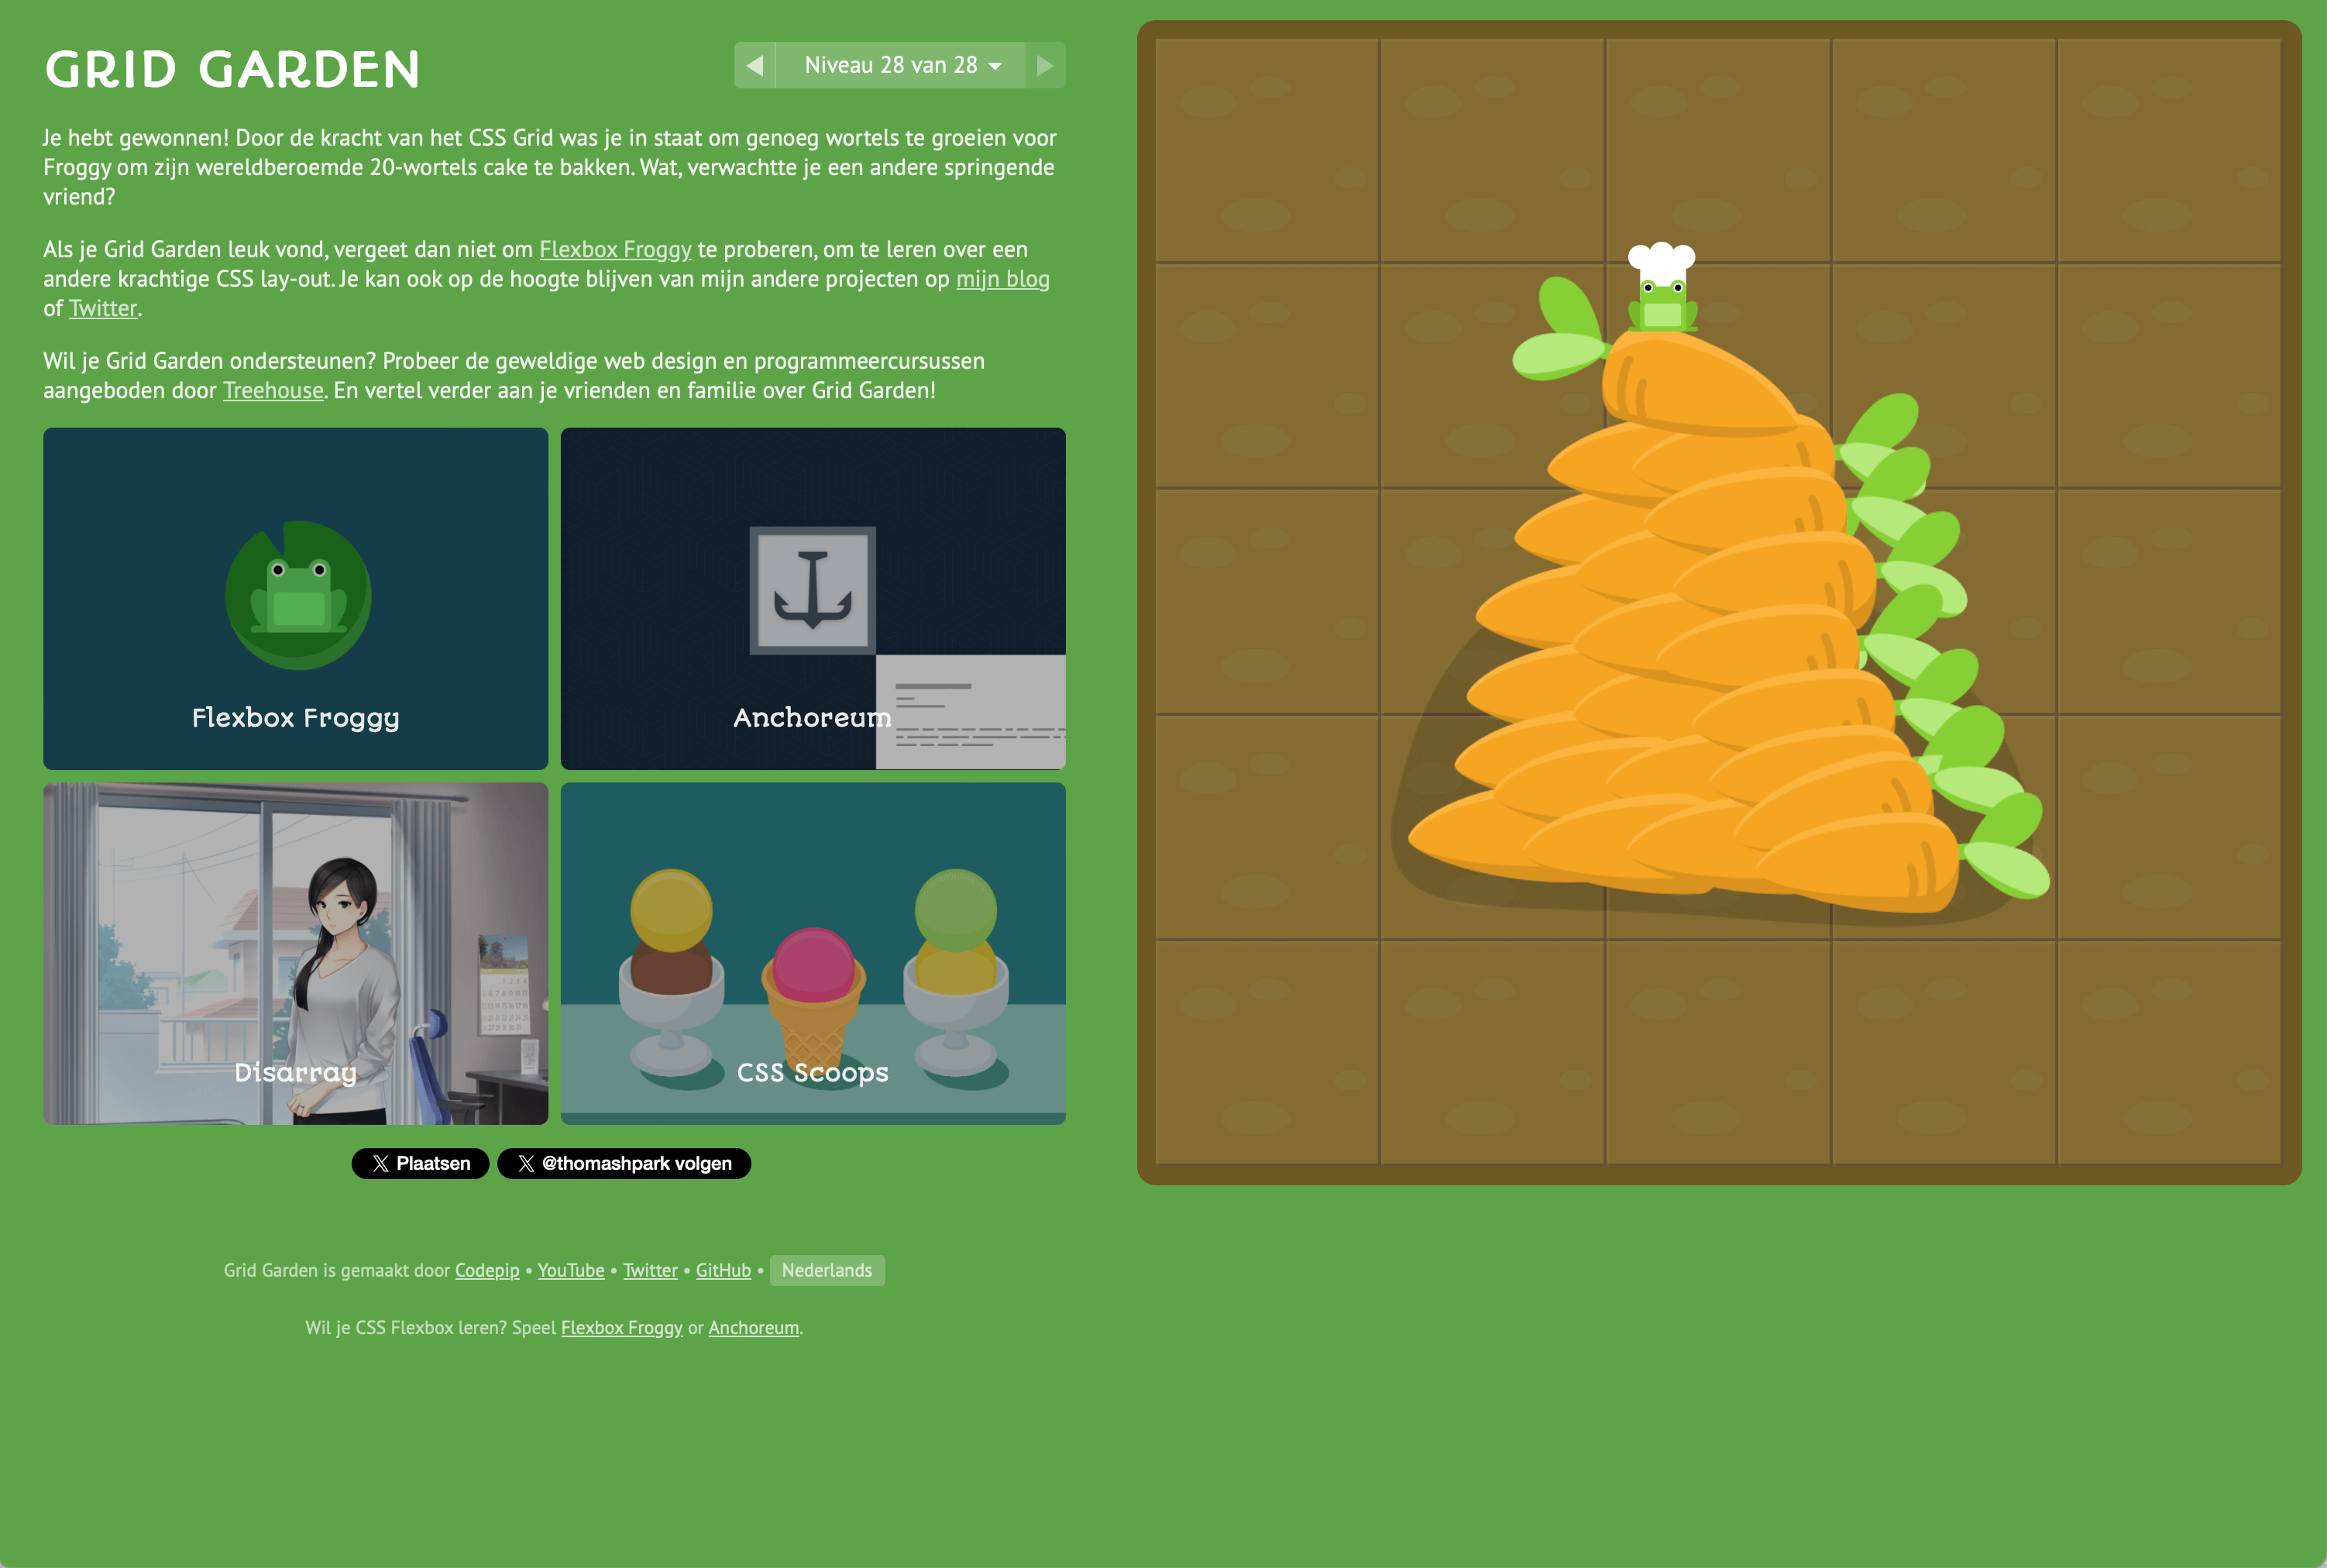 GRID GARDEN
Niveau 28 van 28
Je hebt gewonnen! Door de kracht van het CSS Grid was je in staat om genoeg wortels te groeien voor
Froggy om zijn wereldberoemde 20-wortels cake te bakken. Wat, verwachtte je een andere springende
vriend?
Als je Grid Garden leuk vond, vergeet dan niet om Flexbox Froggy te proberen, om te leren over een
andere krachtige CSS lay-out. Je kan ook op de hoogte blijven van mijn andere projecten op mijn blog
of Twitter.
Wil je Grid Garden ondersteunen? Probeer de geweldige web design en programmeercursussen
aangeboden door Treehouse. En vertel verder aan je vrienden en familie over Grid Garden!
Flexbox Froggy
Anchoreum
Disarray
CSS Scoops
Plaatsen
@thomashpark volgen
Grid Garden is gemaakt door Codepip • YouTube • Twitter • GitHub • Nederlands
Wil je CSS Flexbox leren? Speel Flexbox Froggy or Anchoreum.